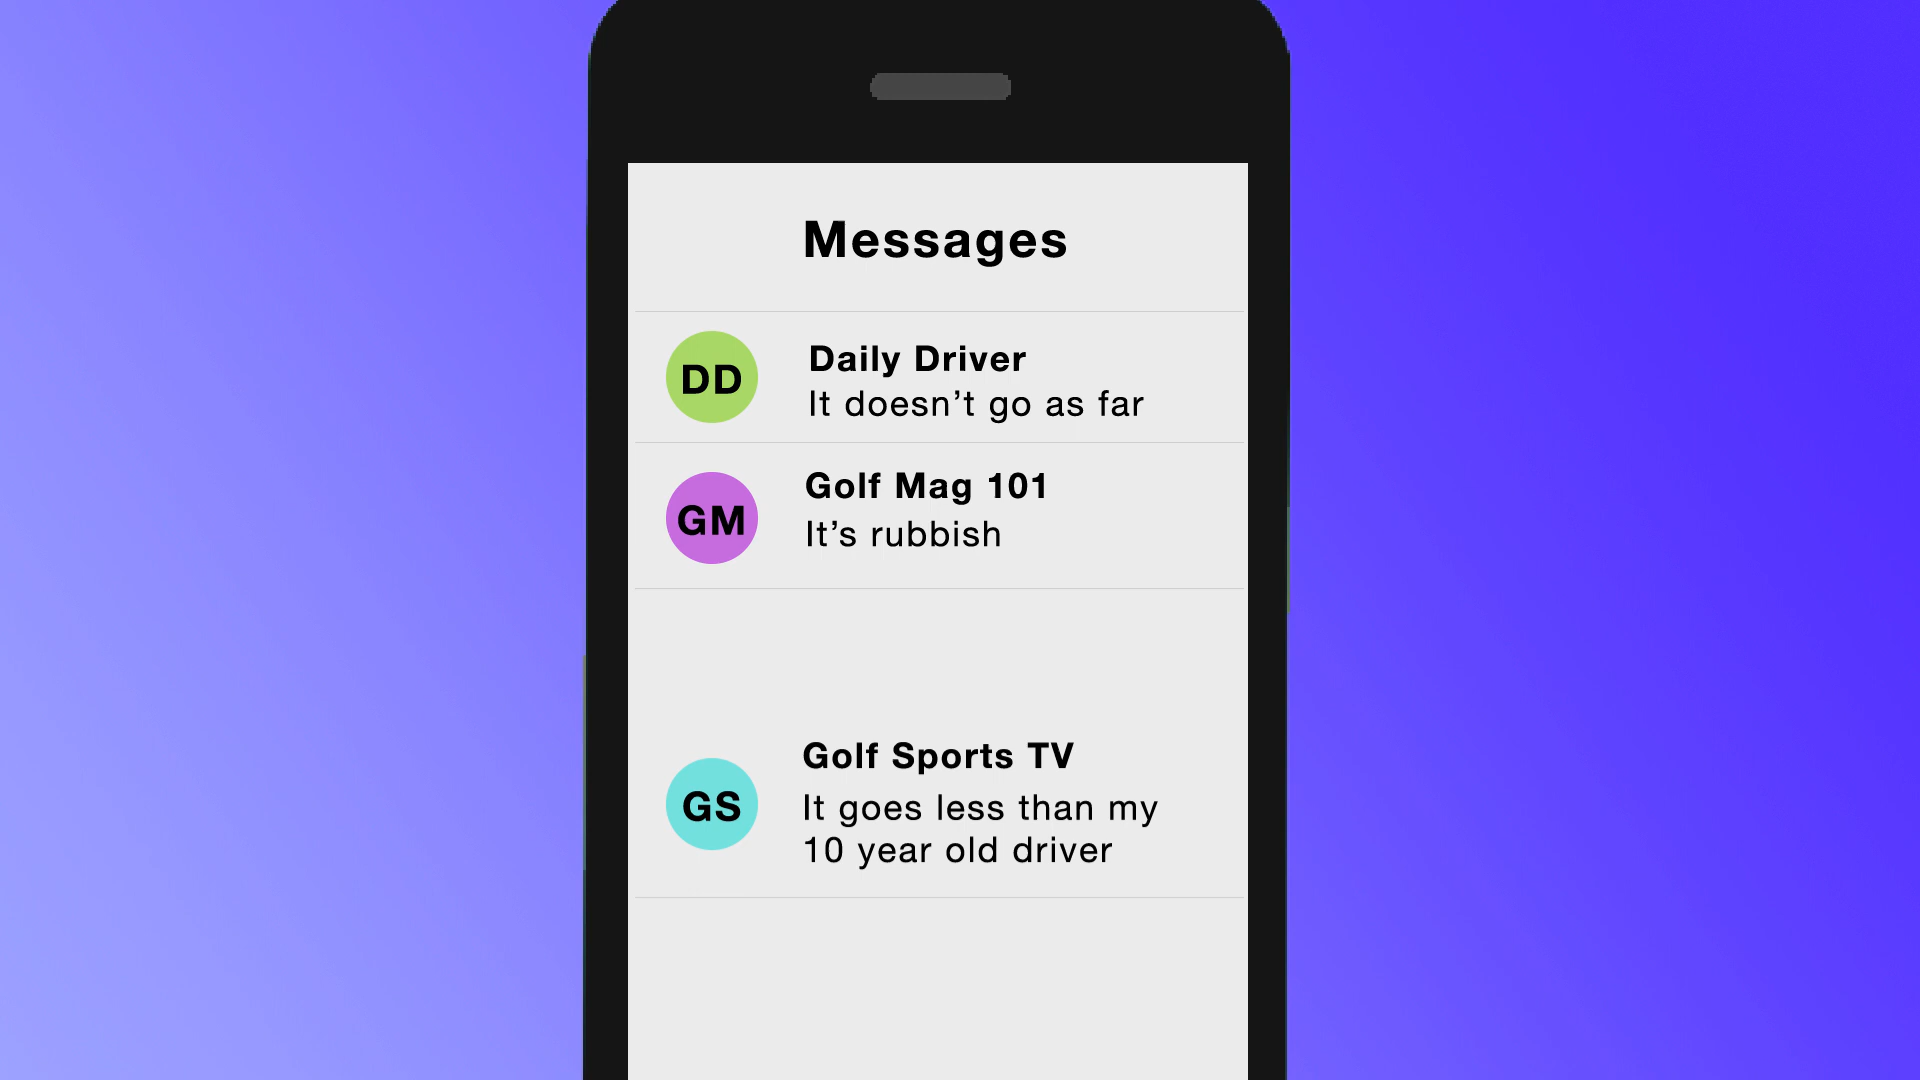 Messages
DD
Daily Driver
It doesn’t go as far
GM
Golf Mag 101
It’s rubbish
GS
Golf Sports TV
It goes less than my
10 year old driver